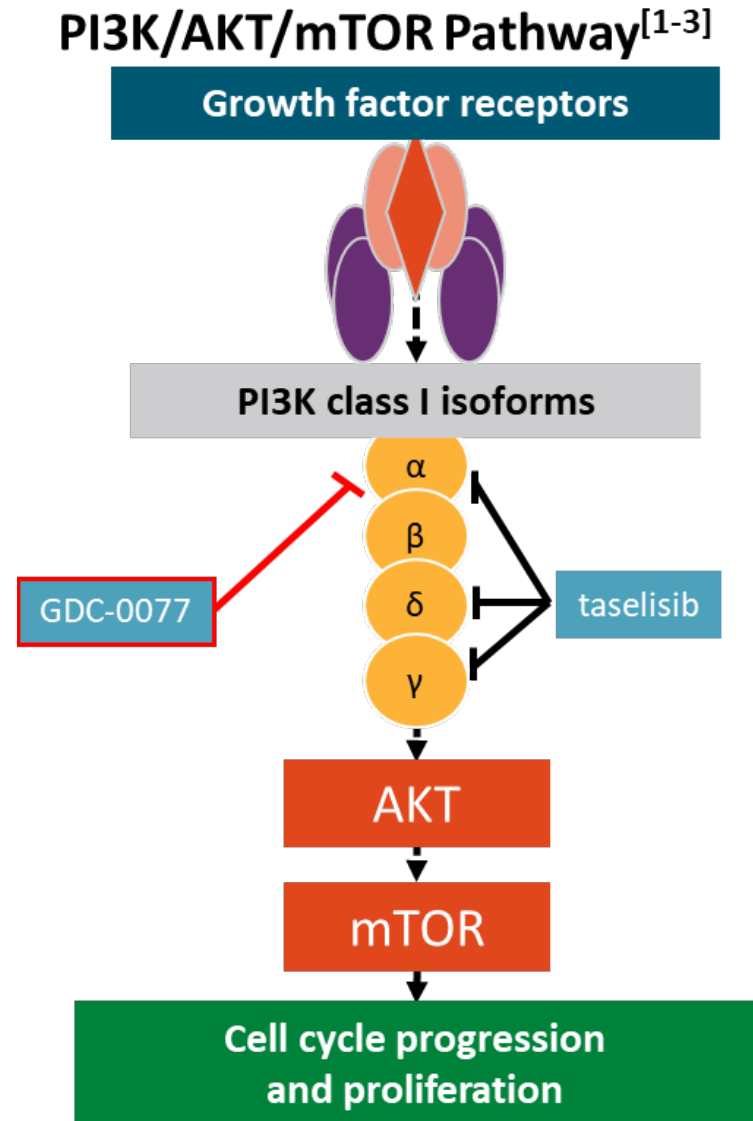 PI3K/AKT/mTOR Pathway[1-3]
Growth factor receptors
PI3K class I isoforms
α
β
GDC-0077
δ
taselisib
γ
AKT
mTOR
Cell cycle progression
and proliferation